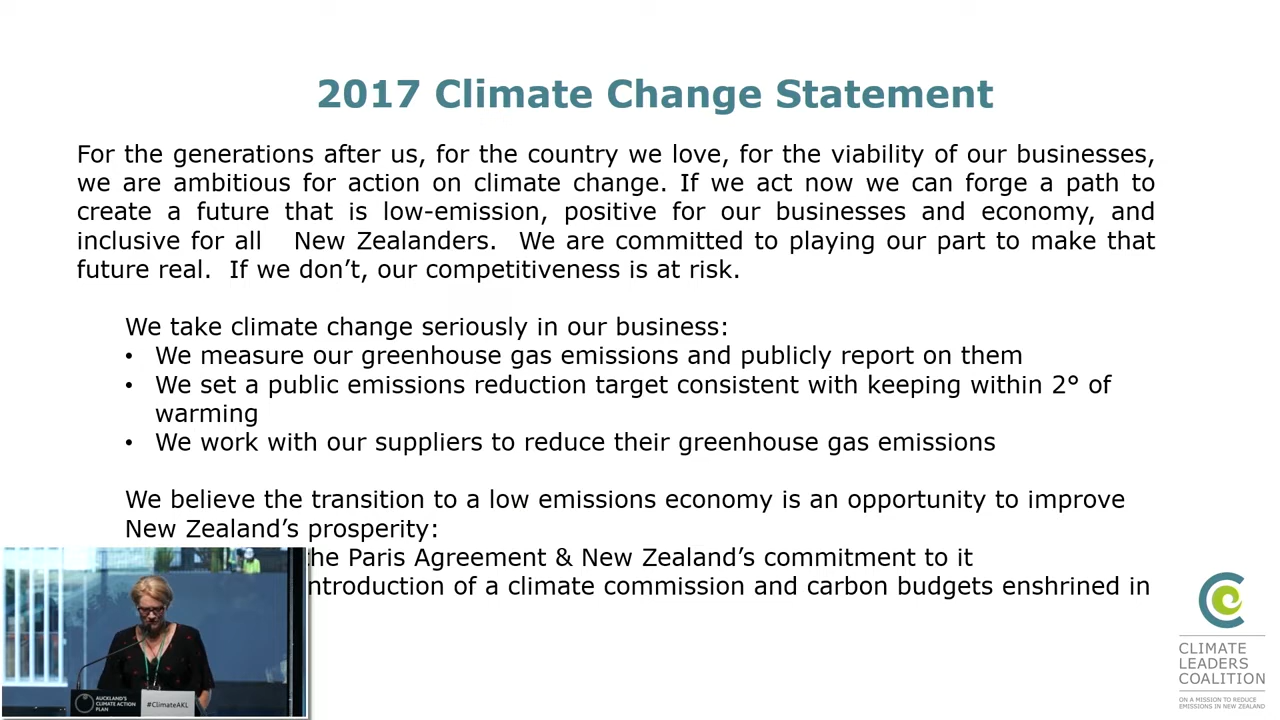 2017 Climate Change Statement
For the generations after us, for the country we love, for the viability of our businesses,
we are ambitious for action on climate change. If we act now we can forge a path to
create a future that is low-emission, positive for our businesses and economy, and
inclusive for all New Zealanders. We are committed to playing our part to make that
future real. If we don’t, our competitiveness is at risk.
We take climate change seriously in our business:
• We measure our greenhouse gas emissions and publicly report on them
• We set a public emissions reduction target consistent with keeping within 2° of
warming
• We work with our suppliers to reduce their greenhouse gas emissions
We believe the transition to a low emissions economy is an opportunity to improve
New Zealand’s prosperity:
the Paris Agreement & New Zealand’s commitment to it
ntroduction of a climate commission and carbon budgets enshrined in
CLIMATE
LEADERS
COALITION
ON A MISSION TO REDUCE
EMISSIONS IN NEW ZEALAND
AUCKLAND'S
CLIMATE ACTION
PLAN
#ClimateAKL